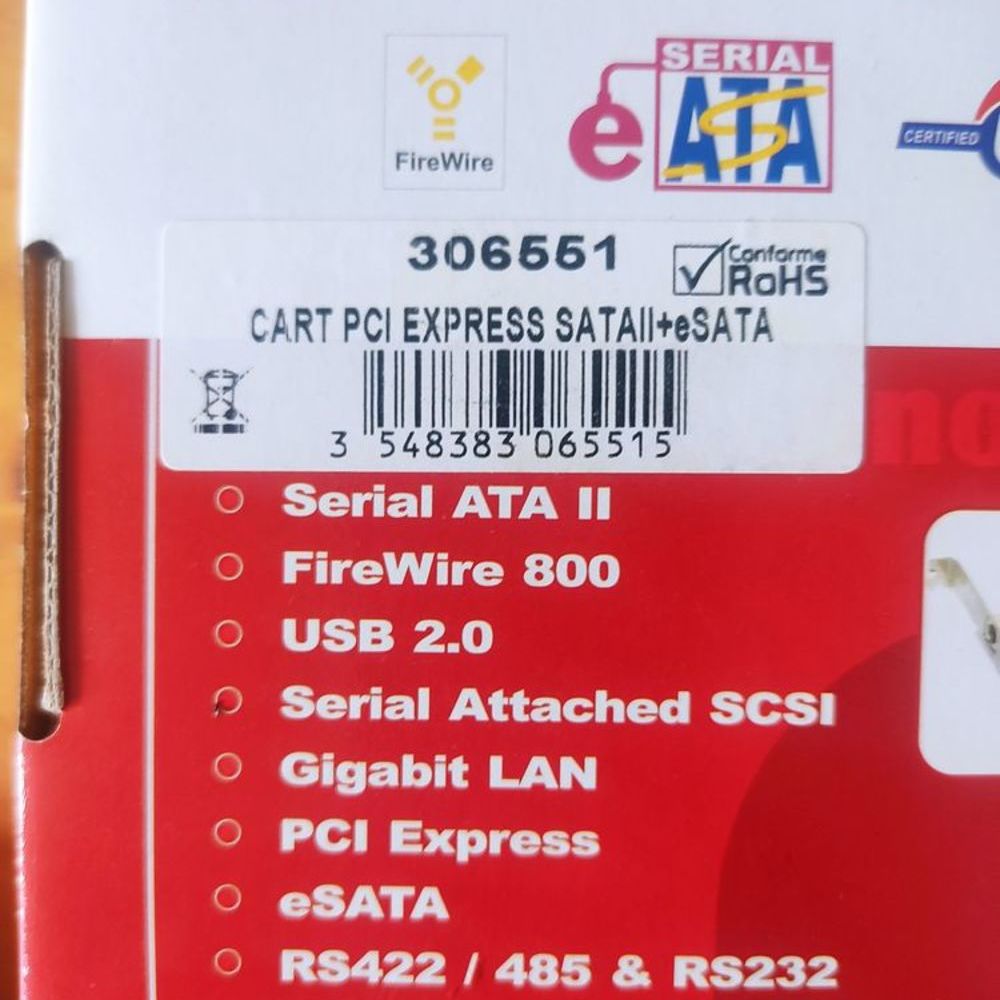 FireWire
e SERIAL ATA
CERTIFIED
306551
Conforme
RoHS
CART PCI EXPRESS SATAII+eSATA
3 548383 065515
Serial ATA II
FireWire 800
USB 2.0
Serial Attached SCSI
Gigabit LAN
PCI Express
eSATA
RS422 / 485 & RS232